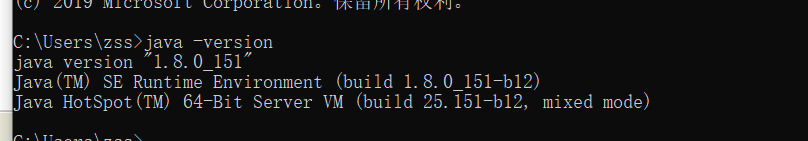 (c) 2019 Microsoft Corporation。保留所有权利。
C:\Users\zss>java -version
java version "1.8.0_151"
Java(TM) SE Runtime Environment (build 1.8.0_151-b12)
Java HotSpot(TM) 64-Bit Server VM (build 25.151-b12, mixed mode)
C:\Users\zss>